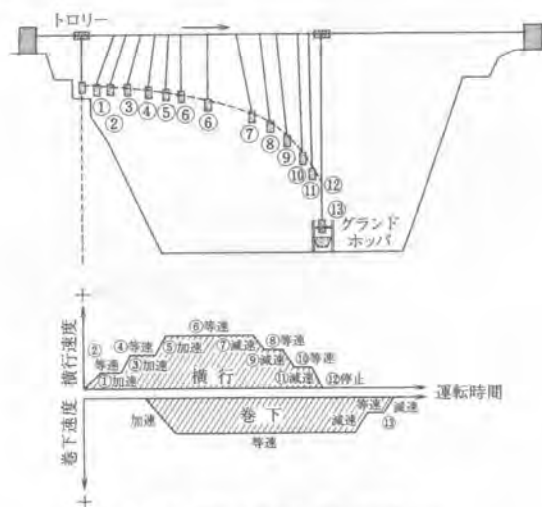 トロリー
① ② ③ ④ ⑤ ⑥ ⑥ ⑦ ⑧ ⑨ ⑩ ⑪ ⑫ ⑬
グランド
ホッパ
＋
横行速度
⑥等速
④等速 ⑤加速 ⑦減速 ⑧等速
② 等速 ③加速 ⑨減速 ⑩等速
①加速 横行 ⑪減速 ⑫停止
運転時間
巻下速度
加速 巻下 減速 等速 減速
⑬
等速
＋